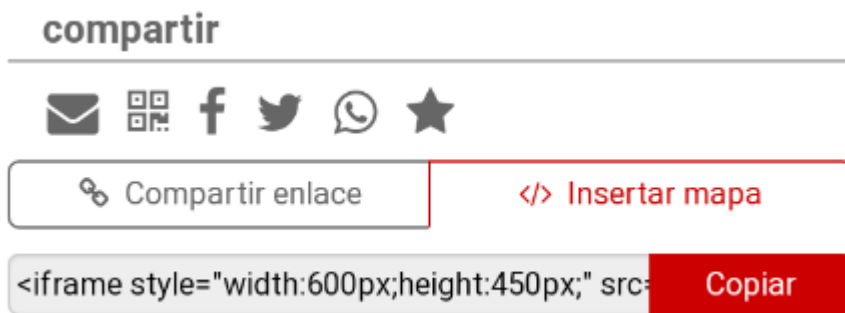 compartir
Compartir enlace
</> Insertar mapa
<iframe style="width:600px;height:450px;" src=
Copiar